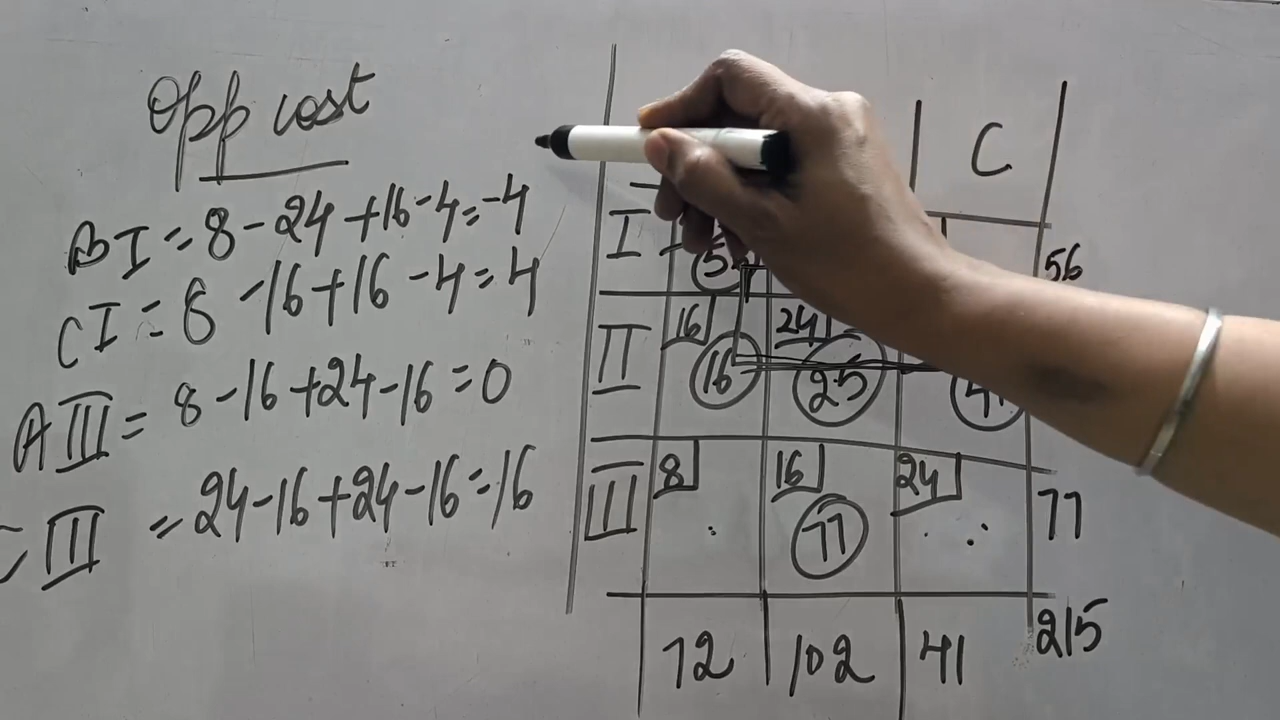 Opp cost
BI = 8 - 24 + 16 - 4 = -4
CI = 8 - 16 + 16 - 4 = 4
AIII = 8 - 16 + 24 - 16 = 0
CIII = 24 - 16 + 24 - 16 = 16
C
I 56
II 16 16 24 25 41
III 8 16 77 24 77
72 102 41 215